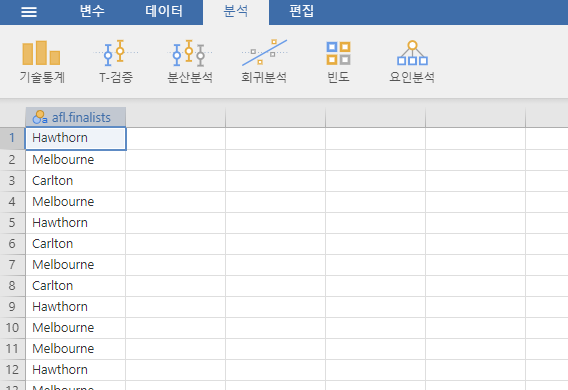 변수 데이터 분석 편집
기술통계 T-검증 분산분석 회귀분석 빈도 요인분석
afl.finalists
1 Hawthorn
2 Melbourne
3 Carlton
4 Melbourne
5 Hawthorn
6 Carlton
7 Melbourne
8 Carlton
9 Hawthorn
10 Melbourne
11 Melbourne
12 Hawthorn
13 Melbourne